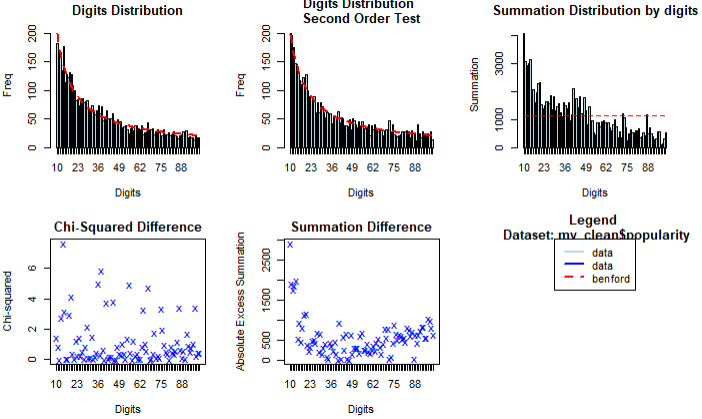 Digits Distribution
Freq
0 50 100 150 200
10 23 36 49 62 75 88
Digits
Digits Distribution
Second Order Test
Freq
0 50 100 150 200
10 23 36 49 62 75 88
Digits
Summation Distribution by digits
Summation
0 1000 3000
10 23 36 49 62 75 88
Digits
Chi-Squared Difference
Chi-squared
0 2 4 6
10 23 36 49 62 75 88
Digits
Summation Difference
Absolute Excess Summation
0 500 1500 2500
10 23 36 49 62 75 88
Digits
Legend
Dataset: my_clean$popularity
data
data
benford